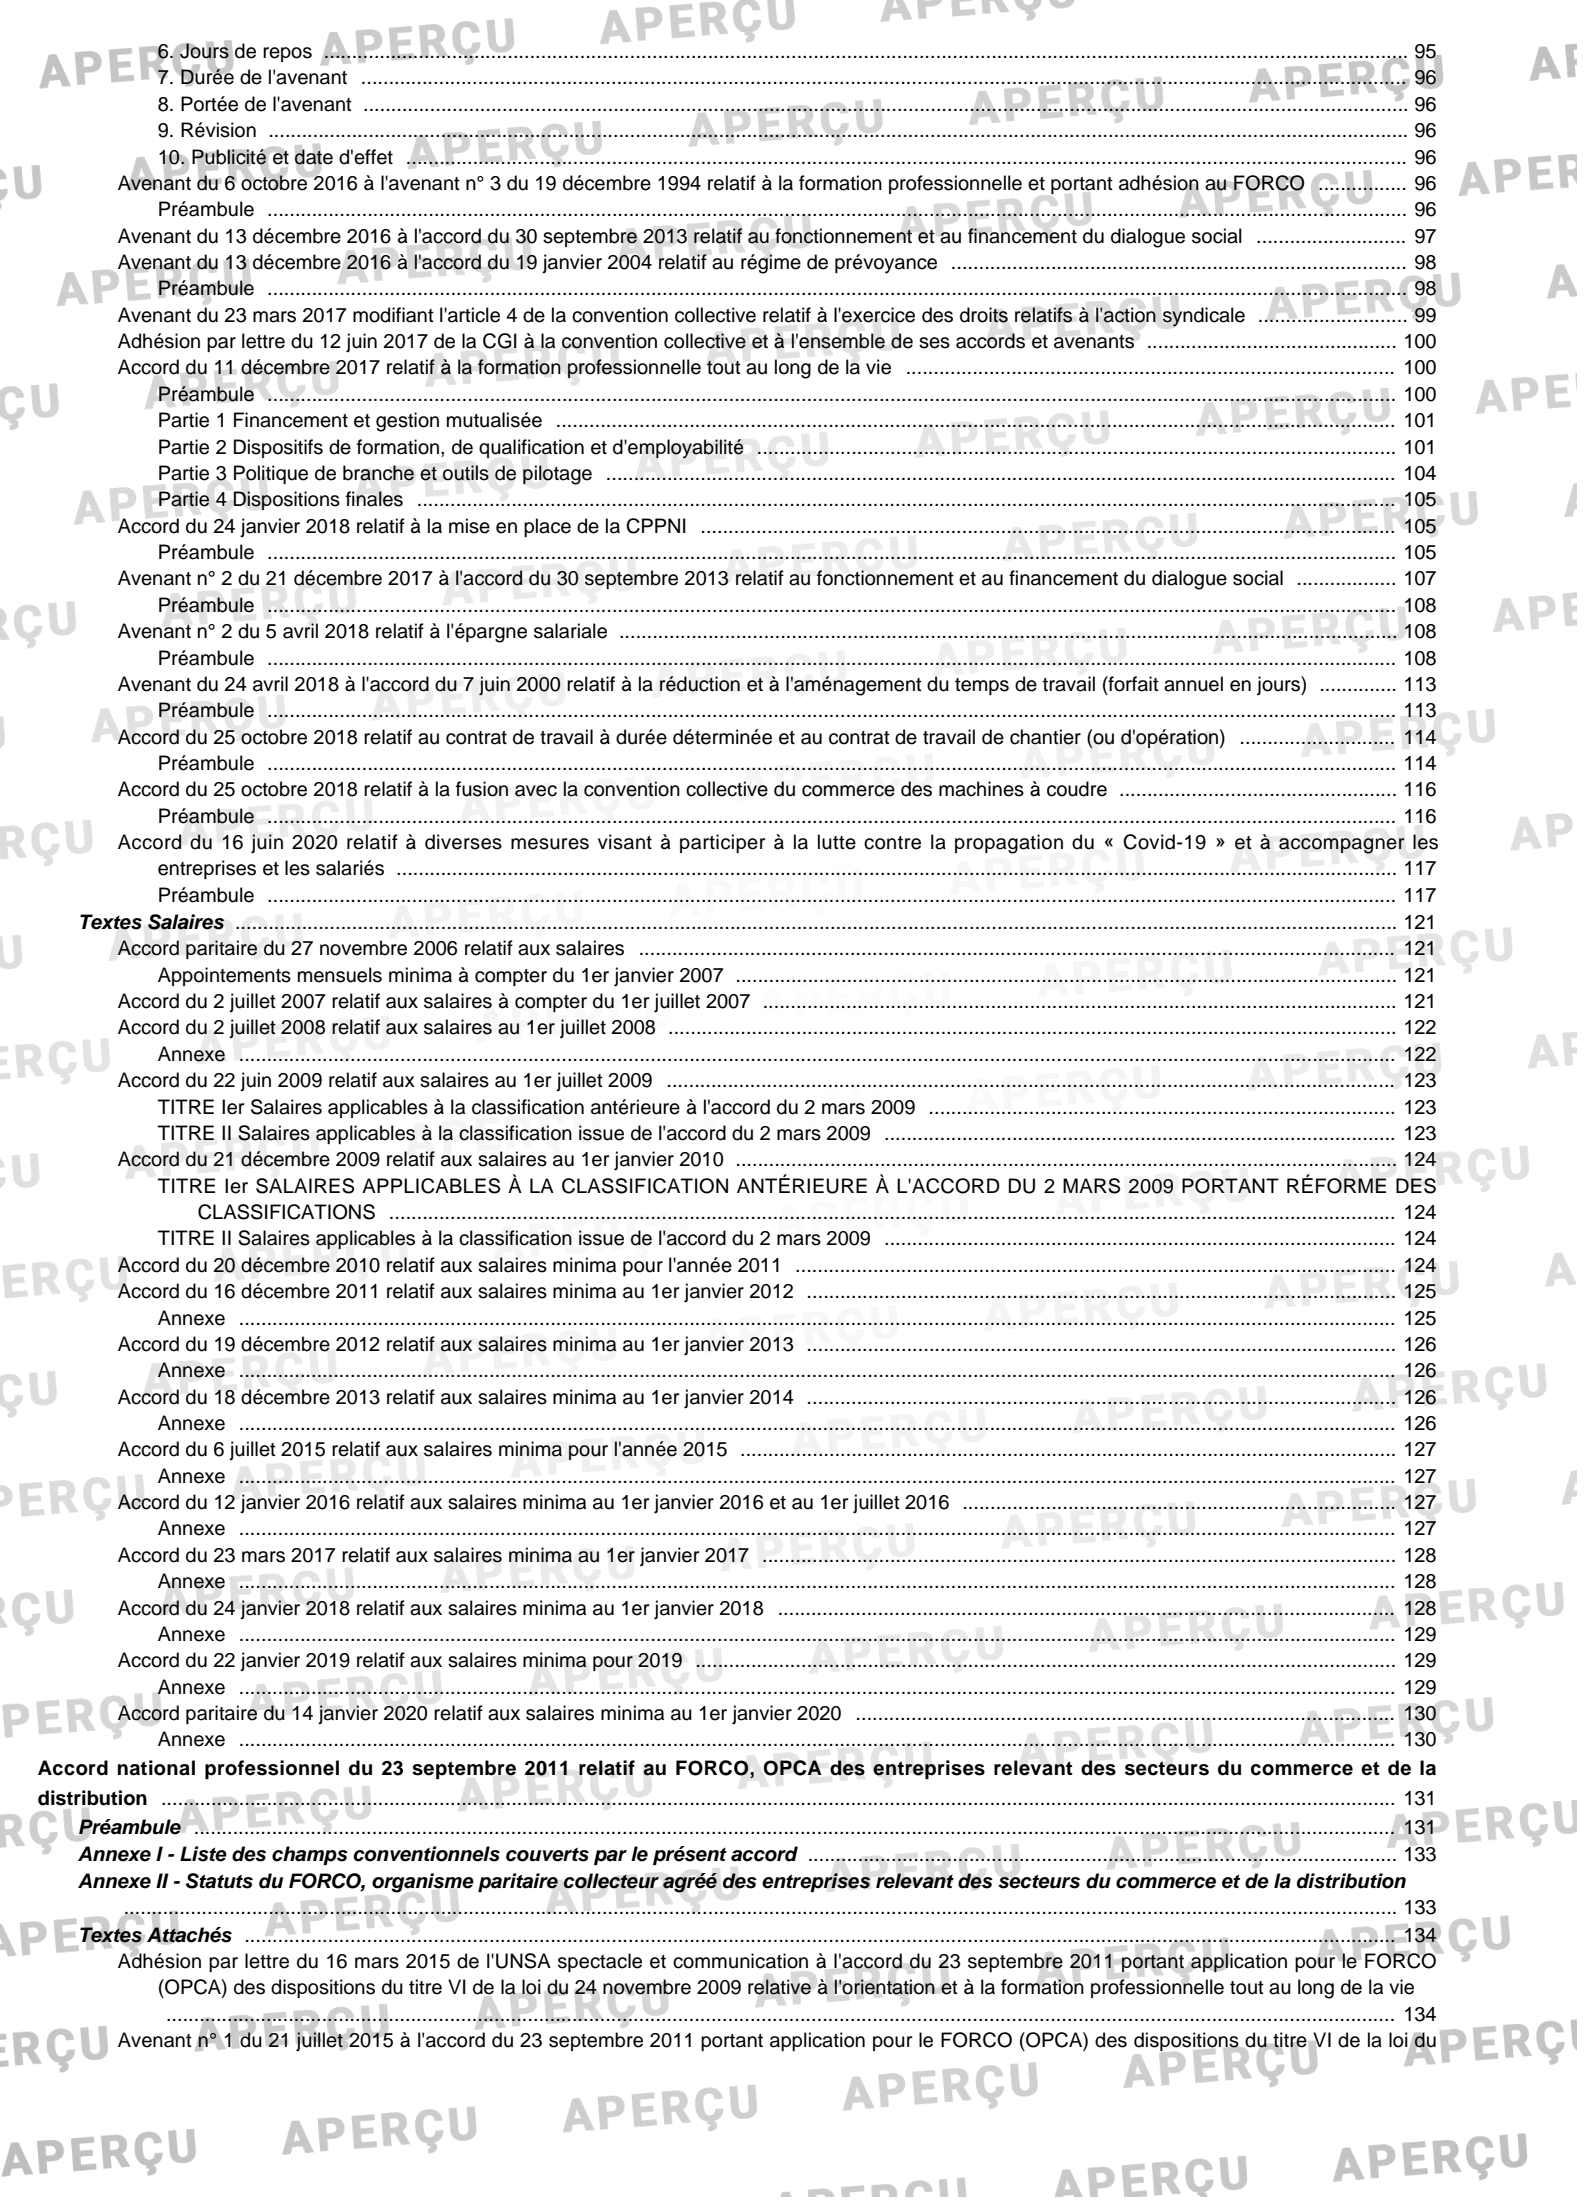 6. Jours de repos ........ 95
7. Durée de l'avenant ........ 96
8. Portée de l'avenant ........ 96
9. Révision ........ 96
10. Publicité et date d'effet ........ 96
Avenant du 6 octobre 2016 à l'avenant n° 3 du 19 décembre 1994 relatif à la formation professionnelle et portant adhésion au FORCO ........ 96
Préambule ........ 96
Avenant du 13 décembre 2016 à l'accord du 30 septembre 2013 relatif au fonctionnement et au financement du dialogue social ........ 97
Avenant du 13 décembre 2016 à l'accord du 19 janvier 2004 relatif au régime de prévoyance ........ 98
Préambule ........ 98
Avenant du 23 mars 2017 modifiant l'article 4 de la convention collective relatif à l'exercice des droits relatifs à l'action syndicale ........ 99
Adhésion par lettre du 12 juin 2017 de la CGI à la convention collective et à l'ensemble de ses accords et avenants ........ 100
Accord du 11 décembre 2017 relatif à la formation professionnelle tout au long de la vie ........ 100
Préambule ........ 100
Partie 1 Financement et gestion mutualisée ........ 101
Partie 2 Dispositifs de formation, de qualification et d'employabilité ........ 101
Partie 3 Politique de branche et outils de pilotage ........ 104
Partie 4 Dispositions finales ........ 105
Accord du 24 janvier 2018 relatif à la mise en place de la CPPNI ........ 105
Préambule ........ 105
Avenant n° 2 du 21 décembre 2017 à l'accord du 30 septembre 2013 relatif au fonctionnement et au financement du dialogue social ........ 107
Préambule ........ 108
Avenant n° 2 du 5 avril 2018 relatif à l'épargne salariale ........ 108
Préambule ........ 108
Avenant du 24 avril 2018 à l'accord du 7 juin 2000 relatif à la réduction et à l'aménagement du temps de travail (forfait annuel en jours) ........ 113
Préambule ........ 113
Accord du 25 octobre 2018 relatif au contrat de travail à durée déterminée et au contrat de travail de chantier (ou d'opération) ........ 114
Préambule ........ 114
Accord du 25 octobre 2018 relatif à la fusion avec la convention collective du commerce des machines à coudre ........ 116
Préambule ........ 116
Accord du 16 juin 2020 relatif à diverses mesures visant à participer à la lutte contre la propagation du « Covid-19 » et à accompagner les
entreprises et les salariés ........ 117
Préambule ........ 117
Textes Salaires ........ 121
Accord paritaire du 27 novembre 2006 relatif aux salaires ........ 121
Appointements mensuels minima à compter du 1er janvier 2007 ........ 121
Accord du 2 juillet 2007 relatif aux salaires à compter du 1er juillet 2007 ........ 121
Accord du 2 juillet 2008 relatif aux salaires au 1er juillet 2008 ........ 122
Annexe ........ 122
Accord du 22 juin 2009 relatif aux salaires au 1er juillet 2009 ........ 123
TITRE Ier Salaires applicables à la classification antérieure à l'accord du 2 mars 2009 ........ 123
TITRE II Salaires applicables à la classification issue de l'accord du 2 mars 2009 ........ 123
Accord du 21 décembre 2009 relatif aux salaires au 1er janvier 2010 ........ 124
TITRE Ier SALAIRES APPLICABLES À LA CLASSIFICATION ANTÉRIEURE À L'ACCORD DU 2 MARS 2009 PORTANT RÉFORME DES
CLASSIFICATIONS ........ 124
TITRE II Salaires applicables à la classification issue de l'accord du 2 mars 2009 ........ 124
Accord du 20 décembre 2010 relatif aux salaires minima pour l'année 2011 ........ 124
Accord du 16 décembre 2011 relatif aux salaires minima au 1er janvier 2012 ........ 125
Annexe ........ 125
Accord du 19 décembre 2012 relatif aux salaires minima au 1er janvier 2013 ........ 126
Annexe ........ 126
Accord du 18 décembre 2013 relatif aux salaires minima au 1er janvier 2014 ........ 126
Annexe ........ 126
Accord du 6 juillet 2015 relatif aux salaires minima pour l'année 2015 ........ 127
Annexe ........ 127
Accord du 12 janvier 2016 relatif aux salaires minima au 1er janvier 2016 et au 1er juillet 2016 ........ 127
Annexe ........ 127
Accord du 23 mars 2017 relatif aux salaires minima au 1er janvier 2017 ........ 128
Annexe ........ 128
Accord du 24 janvier 2018 relatif aux salaires minima au 1er janvier 2018 ........ 128
Annexe ........ 129
Accord du 22 janvier 2019 relatif aux salaires minima pour 2019 ........ 129
Annexe ........ 129
Accord paritaire du 14 janvier 2020 relatif aux salaires minima au 1er janvier 2020 ........ 130
Annexe ........ 130
Accord national professionnel du 23 septembre 2011 relatif au FORCO, OPCA des entreprises relevant des secteurs du commerce et de la
distribution ........ 131
Préambule ........ 131
Annexe I - Liste des champs conventionnels couverts par le présent accord ........ 133
Annexe II - Statuts du FORCO, organisme paritaire collecteur agréé des entreprises relevant des secteurs du commerce et de la distribution
........ 133
Textes Attachés ........ 134
Adhésion par lettre du 16 mars 2015 de l'UNSA spectacle et communication à l'accord du 23 septembre 2011 portant application pour le FORCO
(OPCA) des dispositions du titre VI de la loi du 24 novembre 2009 relative à l'orientation et à la formation professionnelle tout au long de la vie
........ 134
Avenant n° 1 du 21 juillet 2015 à l'accord du 23 septembre 2011 portant application pour le FORCO (OPCA) des dispositions du titre VI de la loi du
APERÇU